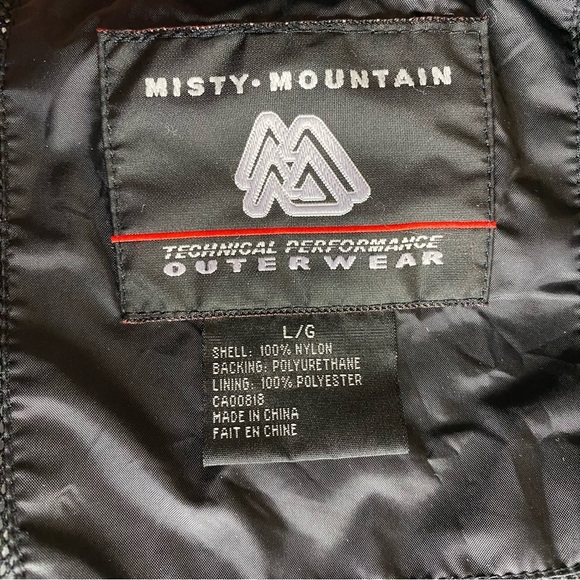 MISTY • MOUNTAIN
TECHNICAL PERFORMANCE
OUTERWEAR
L/G
SHELL: 100% NYLON
BACKING: POLYURETHANE
LINING: 100% POLYESTER
CA00818
MADE IN CHINA
FAIT EN CHINE